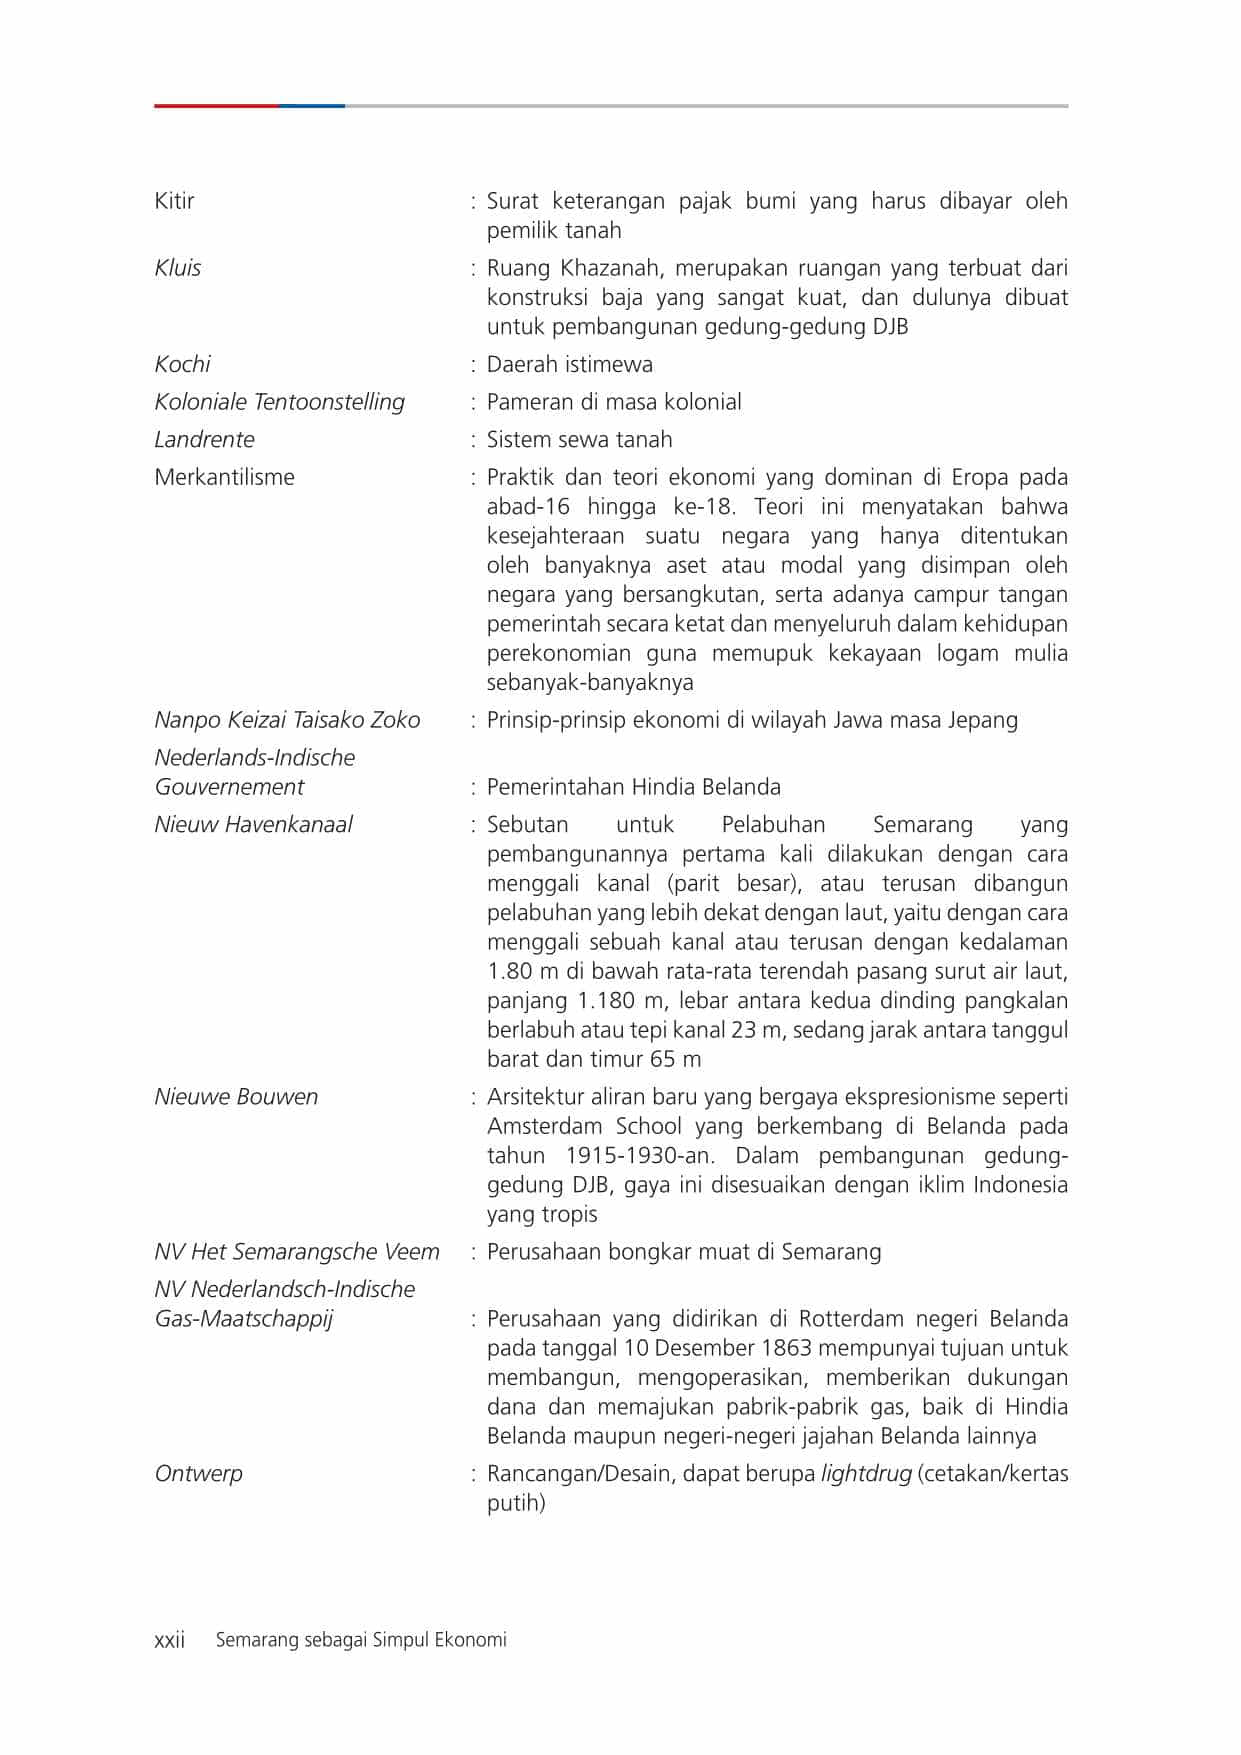 Kitir : Surat keterangan pajak bumi yang harus dibayar oleh
pemilik tanah
Kluis : Ruang Khazanah, merupakan ruangan yang terbuat dari
konstruksi baja yang sangat kuat, dan dulunya dibuat
untuk pembangunan gedung-gedung DJB
Kochi : Daerah istimewa
Koloniale Tentoonstelling : Pameran di masa kolonial
Landrente : Sistem sewa tanah
Merkantilisme : Praktik dan teori ekonomi yang dominan di Eropa pada
abad-16 hingga ke-18. Teori ini menyatakan bahwa
kesejahteraan suatu negara yang hanya ditentukan
oleh banyaknya aset atau modal yang disimpan oleh
negara yang bersangkutan, serta adanya campur tangan
pemerintah secara ketat dan menyeluruh dalam kehidupan
perekonomian guna memupuk kekayaan logam mulia
sebanyak-banyaknya
Nanpo Keizai Taisako Zoko : Prinsip-prinsip ekonomi di wilayah Jawa masa Jepang
Nederlands-Indische
Gouvernement : Pemerintahan Hindia Belanda
Nieuw Havenkanaal : Sebutan untuk Pelabuhan Semarang yang
pembangunannya pertama kali dilakukan dengan cara
menggali kanal (parit besar), atau terusan dibangun
pelabuhan yang lebih dekat dengan laut, yaitu dengan cara
menggali sebuah kanal atau terusan dengan kedalaman
1.80 m di bawah rata-rata terendah pasang surut air laut,
panjang 1.180 m, lebar antara kedua dinding pangkalan
berlabuh atau tepi kanal 23 m, sedang jarak antara tanggul
barat dan timur 65 m
Nieuwe Bouwen : Arsitektur aliran baru yang bergaya ekspresionisme seperti
Amsterdam School yang berkembang di Belanda pada
tahun 1915-1930-an. Dalam pembangunan gedung-
gedung DJB, gaya ini disesuaikan dengan iklim Indonesia
yang tropis
NV Het Semarangsche Veem : Perusahaan bongkar muat di Semarang
NV Nederlandsch-Indische
Gas-Maatschappij : Perusahaan yang didirikan di Rotterdam negeri Belanda
pada tanggal 10 Desember 1863 mempunyai tujuan untuk
membangun, mengoperasikan, memberikan dukungan
dana dan memajukan pabrik-pabrik gas, baik di Hindia
Belanda maupun negeri-negeri jajahan Belanda lainnya
Ontwerp : Rancangan/Desain, dapat berupa lightdrug (cetakan/kertas
putih)
xxii Semarang sebagai Simpul Ekonomi